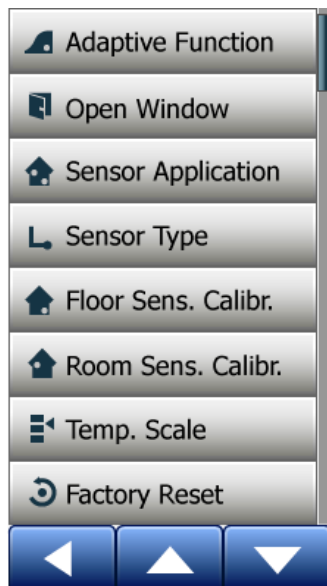 Adaptive Function
Open Window
Sensor Application
Sensor Type
Floor Sens. Calibr.
Room Sens. Calibr.
Temp. Scale
Factory Reset